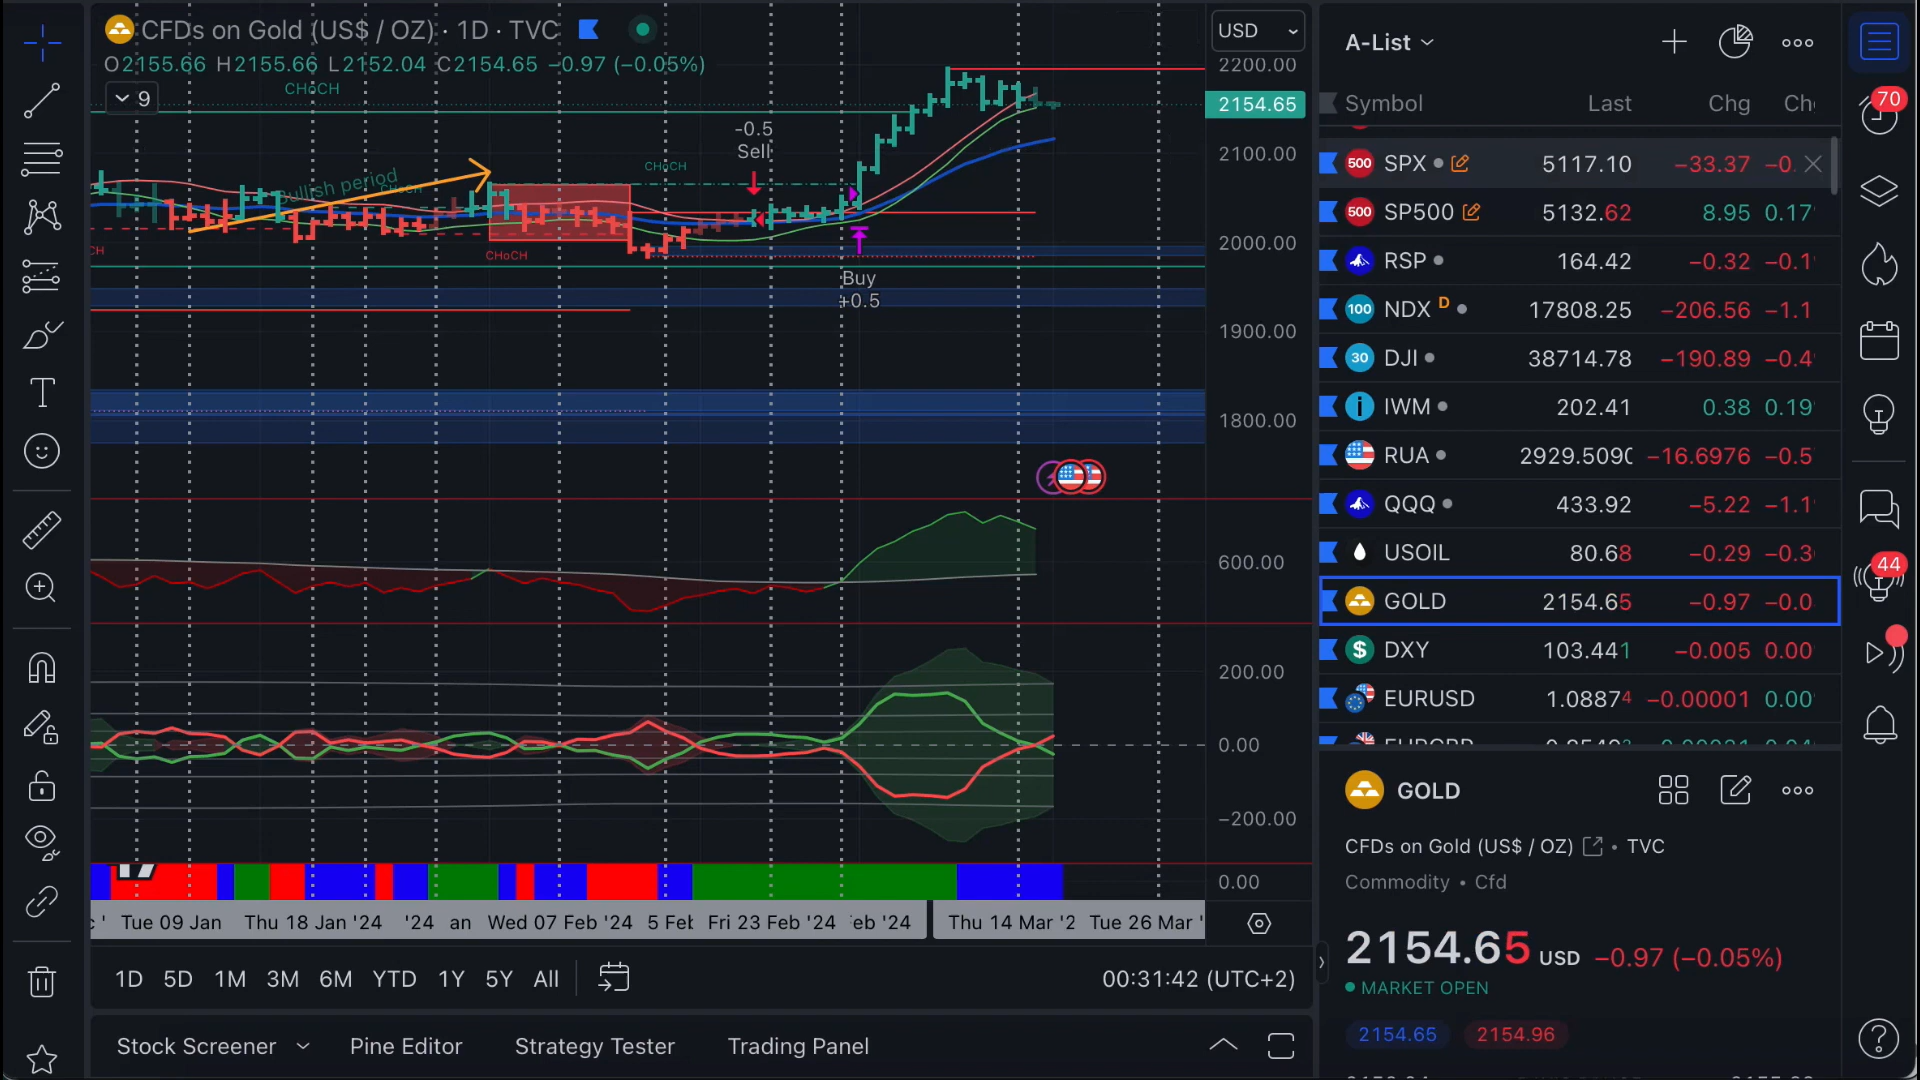 CFDs on Gold (US$ / OZ) · 1D · TVC
O2155.66 H2155.66 L2152.04 C2154.65 −0.97 (−0.05%)
CHoCH
9
Bullish period
CHoCH
-0.5
Sell
CHoCH
CH
CHoCH
Buy
+0.5
USD
2200.00
2154.65
2100.00
2000.00
1900.00
1800.00
600.00
200.00
0.00
−200.00
0.00
Tue 09 Jan Thu 18 Jan '24 '24 an Wed 07 Feb '24 5 Feb Fri 23 Feb '24 eb '24 Thu 14 Mar '2 Tue 26 Mar '
1D 5D 1M 3M 6M YTD 1Y 5Y All 00:31:42 (UTC+2)
Stock Screener Pine Editor Strategy Tester Trading Panel
A-List
Symbol Last Chg Ch
500 SPX 5117.10 −33.37 −0.
500 SP500 5132.62 8.95 0.17
RSP 164.42 −0.32 −0.1
100 NDX D 17808.25 −206.56 −1.1
30 DJI 38714.78 −190.89 −0.4
IWM 202.41 0.38 0.19
RUA 2929.509 −16.6976 −0.5
QQQ 433.92 −5.22 −1.1
USOIL 80.68 −0.29 −0.3
GOLD 2154.65 −0.97 −0.0
$ DXY 103.441 −0.005 0.00
EURUSD 1.08874 −0.00001 0.00
GOLD
CFDs on Gold (US$ / OZ) • TVC
Commodity • Cfd
2154.65 USD −0.97 (−0.05%)
MARKET OPEN
2154.65 2154.96
70
44